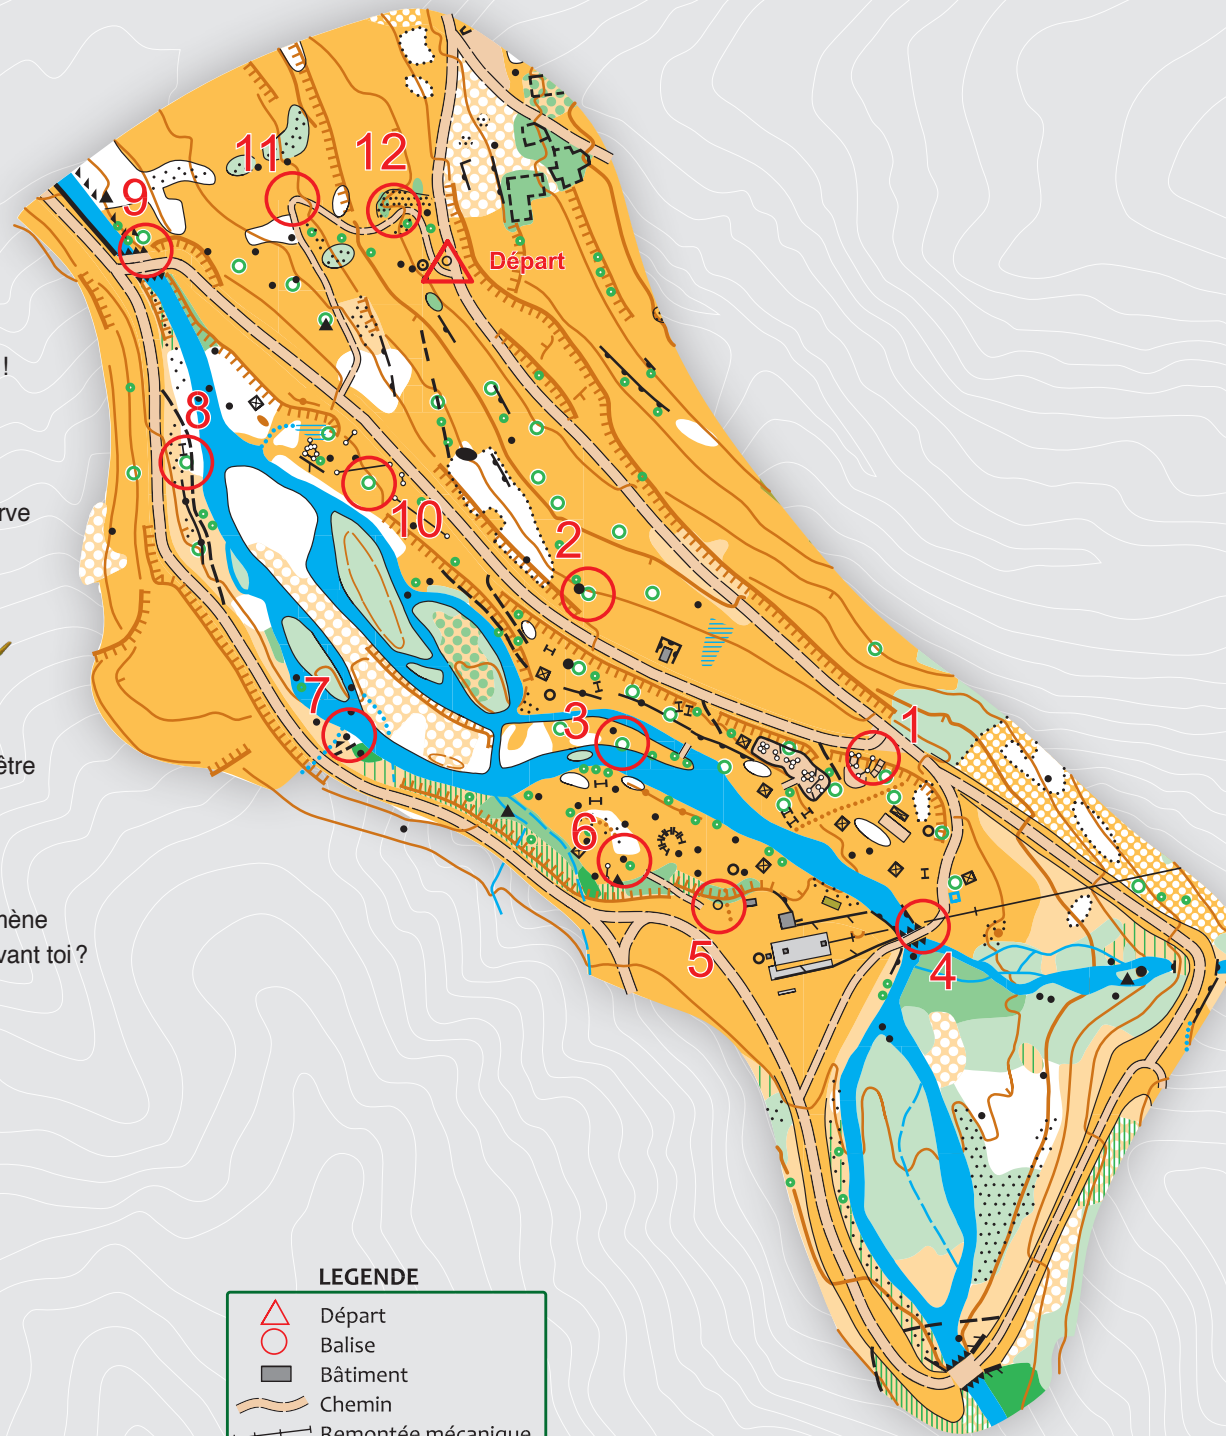 11
12
9
Départ
!
8
rve
10
2
7
3
1
être
6
mène
vant toi ?
5
4
LEGENDE
Départ
Balise
Bâtiment
Chemin
Remontée mécanique